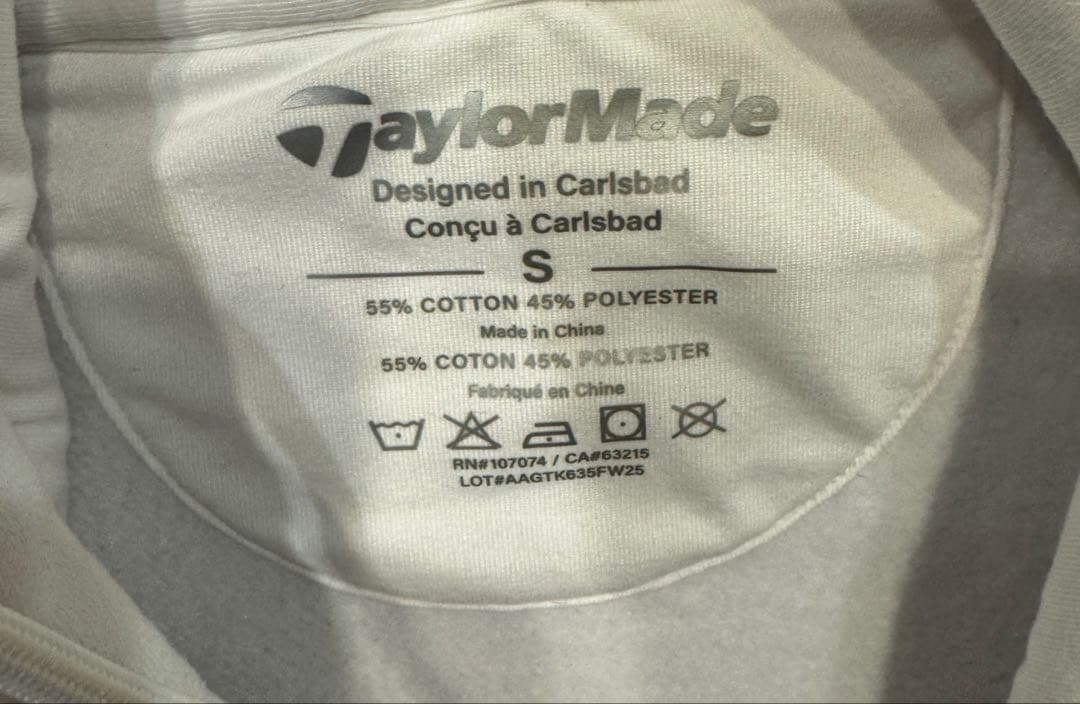 TaylorMade
Designed in Carlsbad
Conçu à Carlsbad
S
55% COTTON 45% POLYESTER
Made in China
55% COTON 45% POLYESTER
Fabriqué en Chine
RN#107074 / CA#63215
LOT#AAGTK635FW25